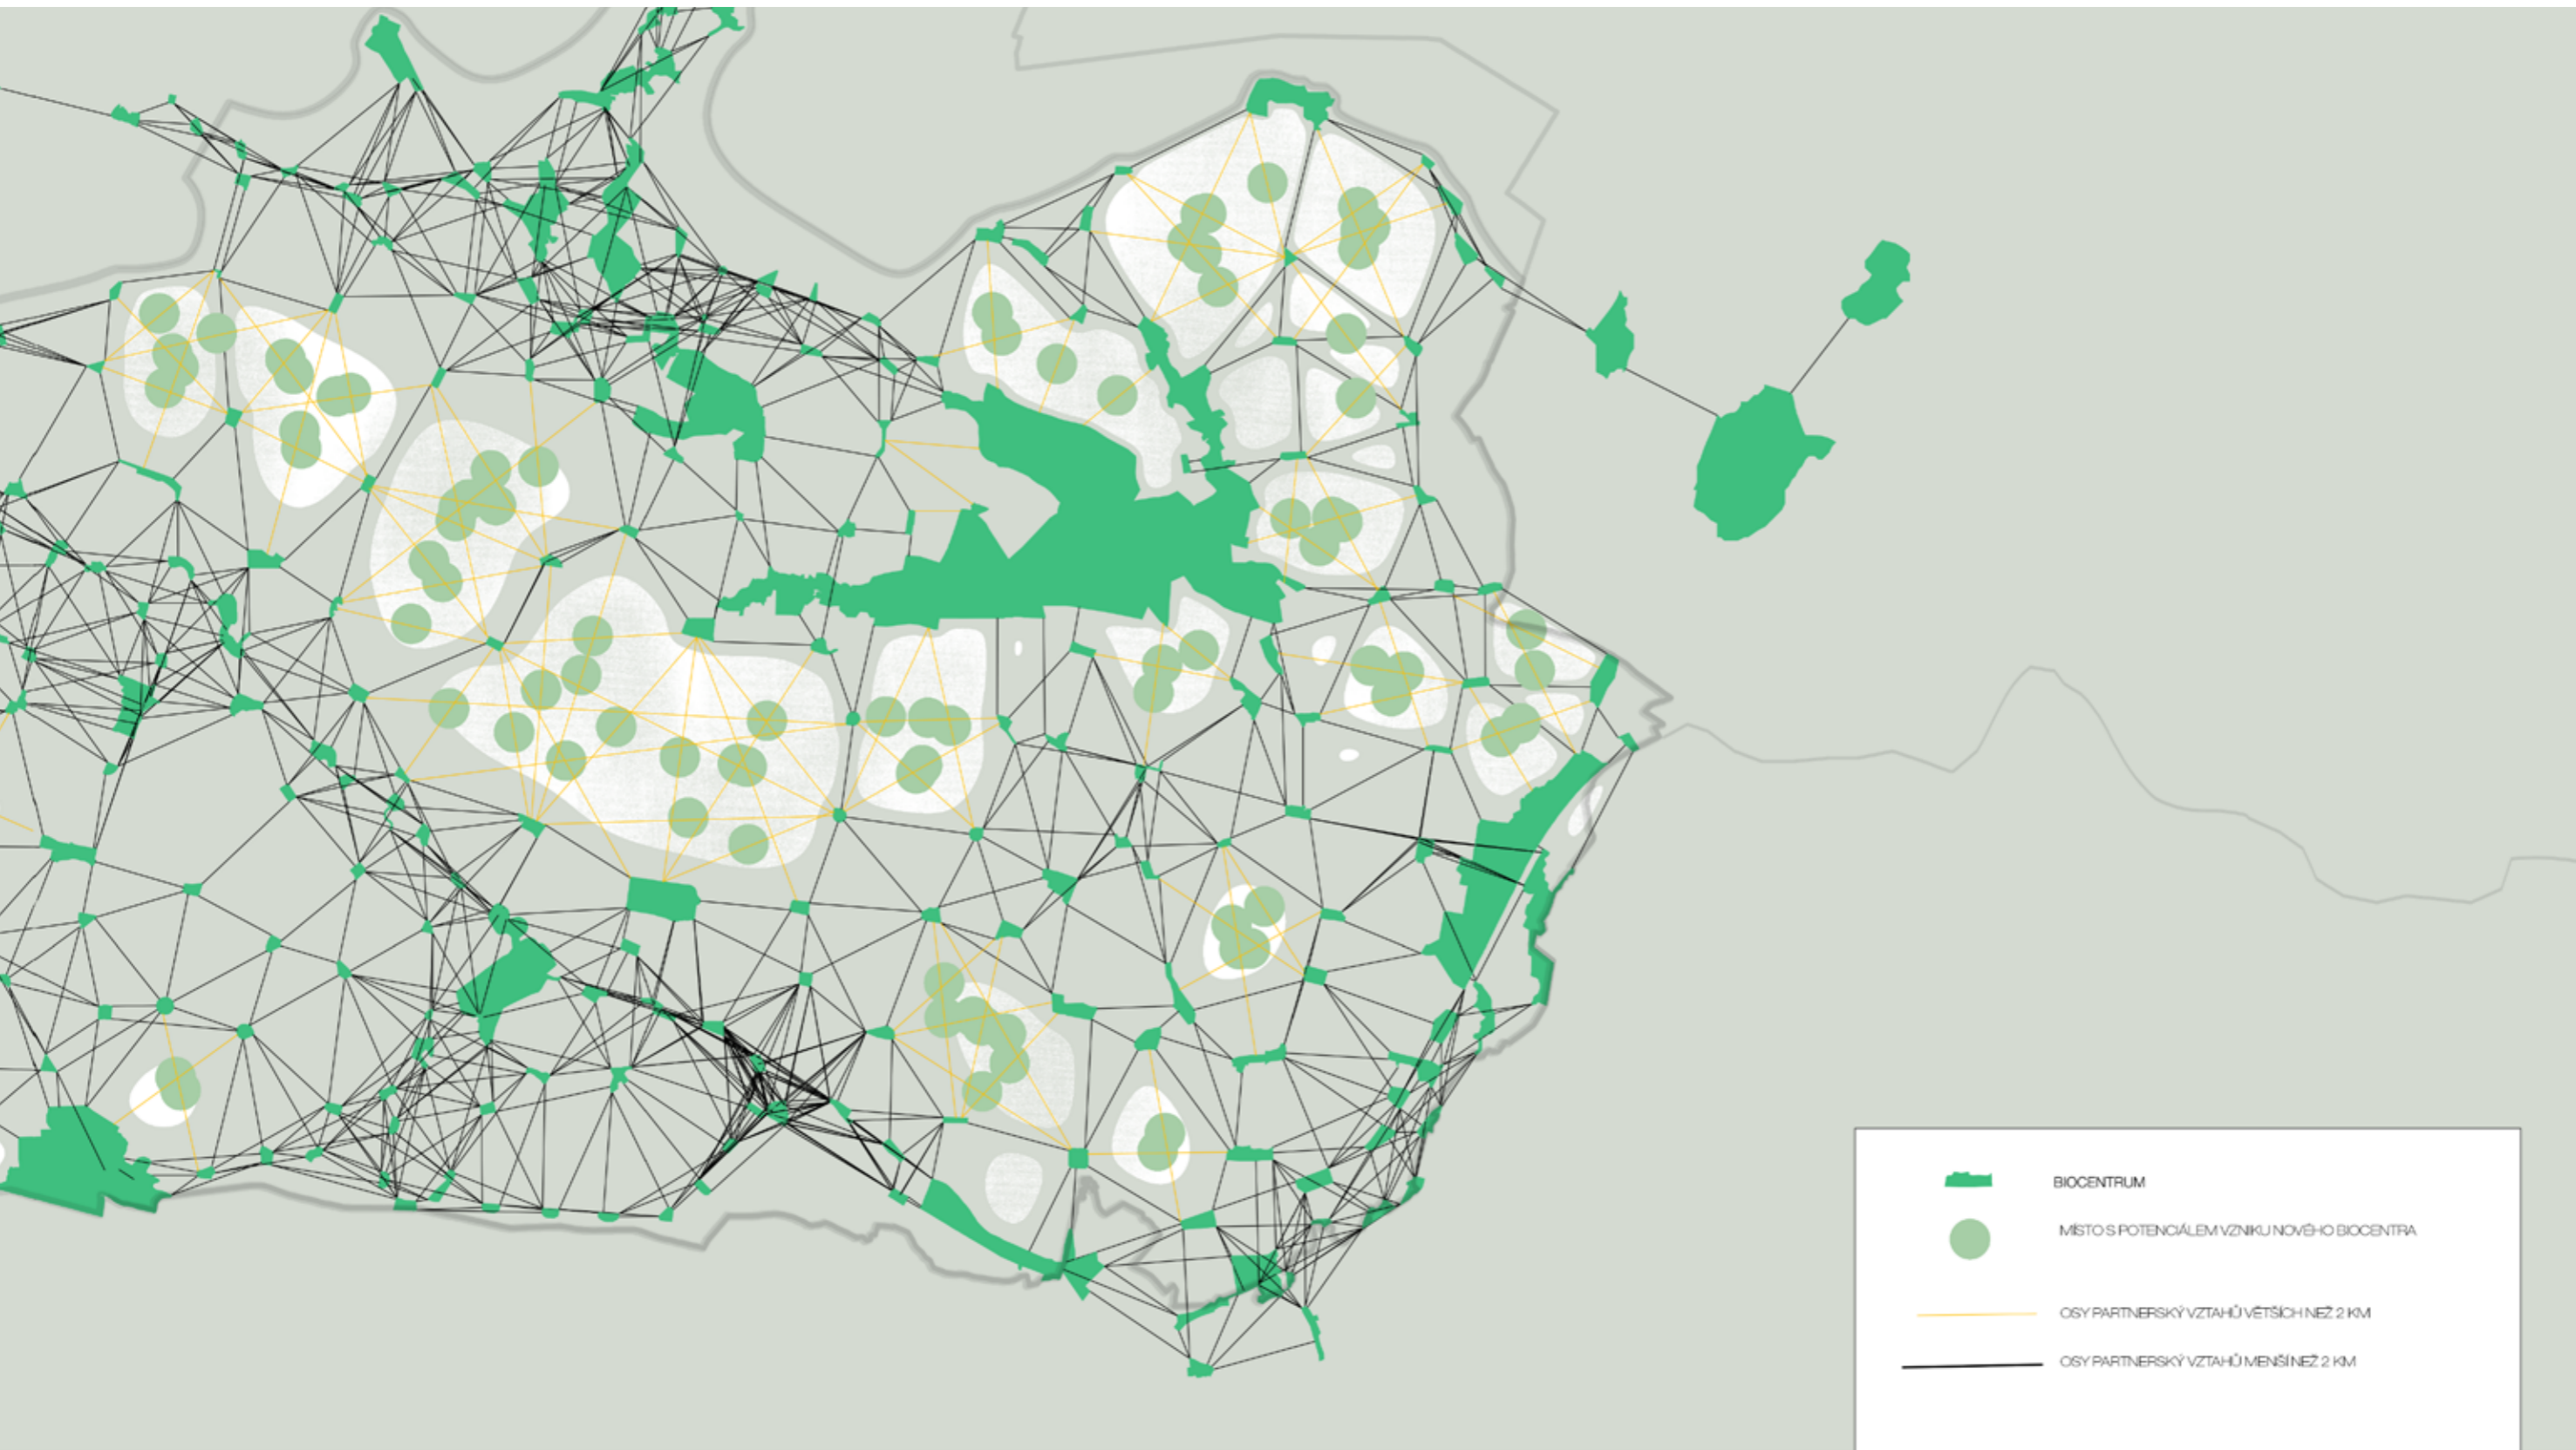 BIOCENTRUM
MÍSTO S POTENCIÁLEM VZNIKU NOVÉHO BIOCENTRA
OSY PARTNERSKÝ VZTAHŮ VĚTŠÍCH NEŽ 2 KM
OSY PARTNERSKÝ VZTAHŮ MENŠÍ NEŽ 2 KM